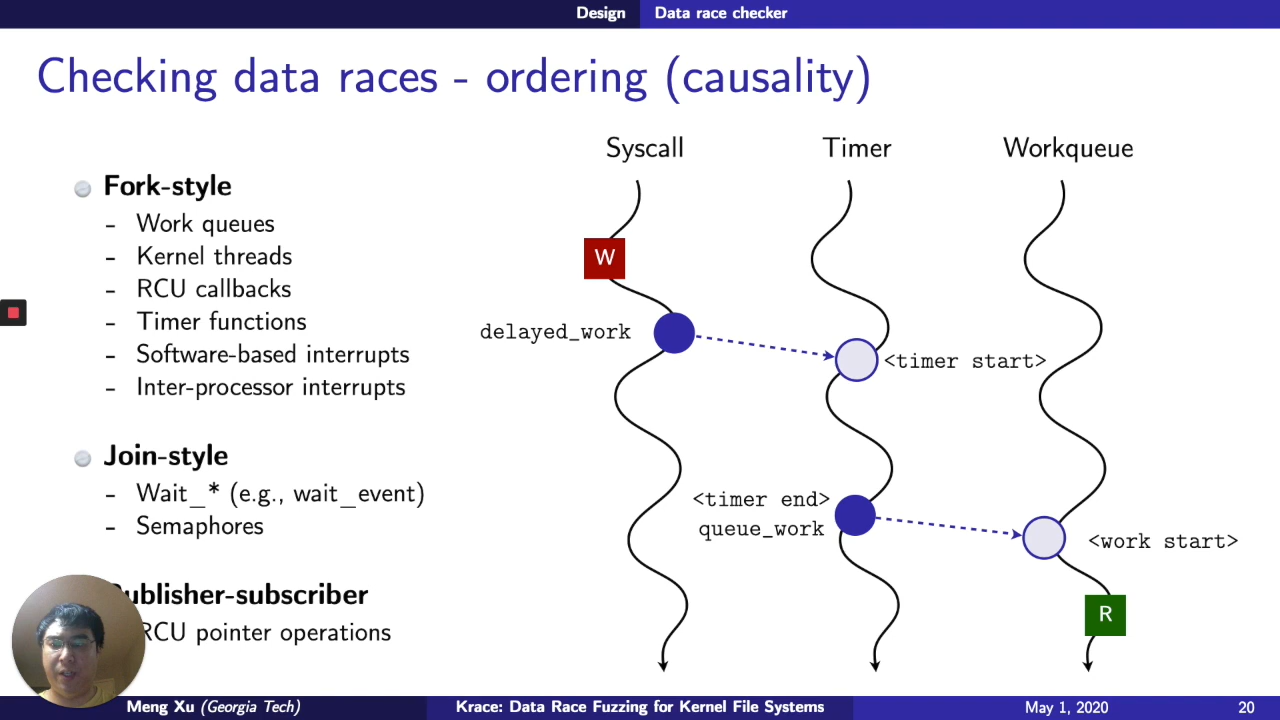 Design Data race checker
Checking data races - ordering (causality)
Fork-style
- Work queues
- Kernel threads
- RCU callbacks
- Timer functions
- Software-based interrupts
- Inter-processor interrupts
Join-style
- Wait_* (e.g., wait_event)
- Semaphores
Publisher-subscriber
RCU pointer operations
Syscall Timer Workqueue
W
delayed_work
<timer start>
<timer end>
queue_work
<work start>
R
Meng Xu (Georgia Tech) Krace: Data Race Fuzzing for Kernel File Systems May 1, 2020 20